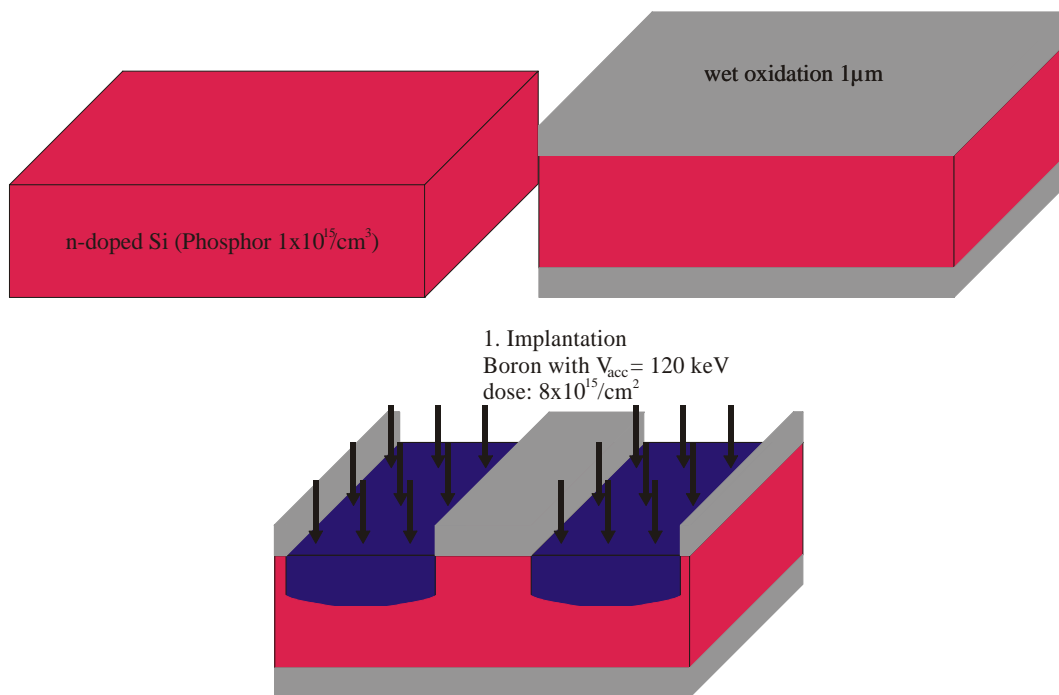 wet oxidation 1µm
n-doped Si (Phosphor 1x10¹⁵/cm³)
1. Implantation
Boron with Vacc = 120 keV
dose: 8x10¹⁵/cm²